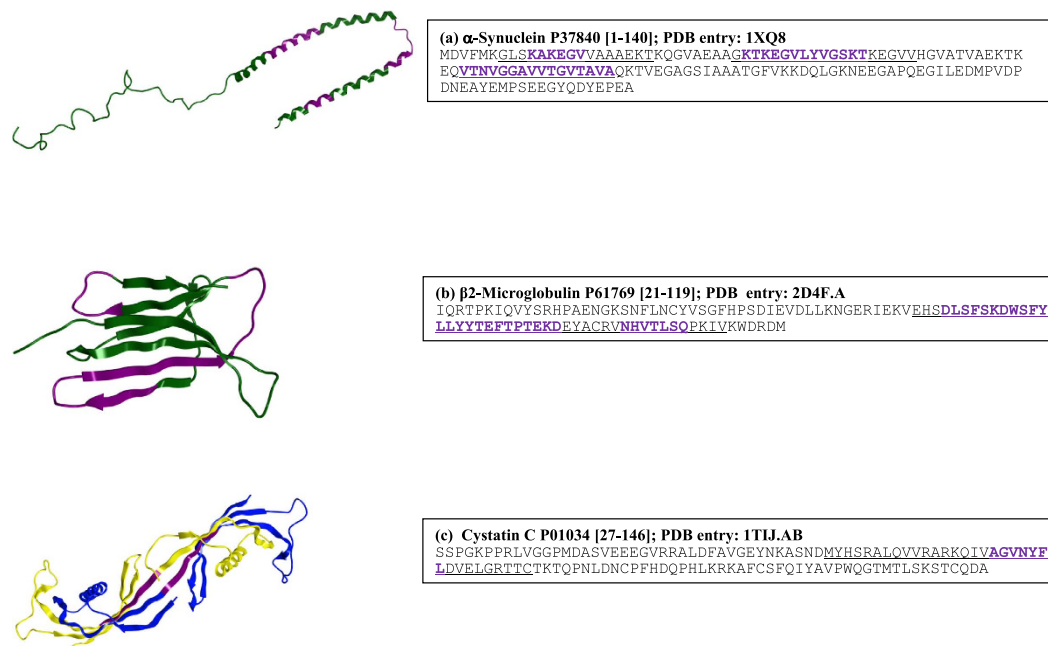 (a) α-Synuclein P37840 [1-140]; PDB entry: 1XQ8
MDVFMKGLSKAKEGVVAAAEKTKQGVAEAAGKTKEGVLYVGSKTKEGVVHGVATVAEKTK
EQVTNVGGAVVTGVTAVAQKTVEGAGSIAAATGFVKKDQLGKNEEGAPQEGILEDMPVDP
DNEAYEMPSEEGYQDYEPEA
(b) β2-Microglobulin P61769 [21-119]; PDB entry: 2D4F.A
IQRTPKIQVYSRHPAENGKSNFLNCYVSGFHPSDIEVDLLKNGERIEKVEHSDLSFSKDWSFY
LLYYTEFTPTEKDEYACRVNHVTLSQPKIVKWDRDM
(c) Cystatin C P01034 [27-146]; PDB entry: 1TIJ.AB
SSPGKPPRLVGGPMDASVEEEGVRRALDFAVGEYNKASNDMYHSRALQVVRARKQIVAGVNYF
LDVELGRTTCTKTQPNLDNCPFHDQPHLKRKAFCSFQIYAVPWQGTMTLSKSTCQDA